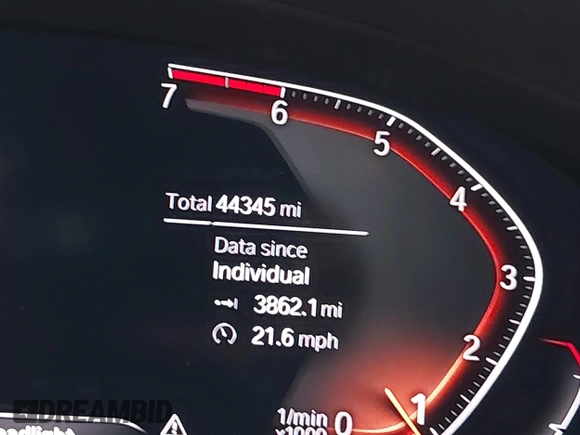 7
6
5
4
3
2
1
0
Total 44345 mi
Data since
Individual
3862.1 mi
21.6 mph
1/min
x1000
DREAMBID